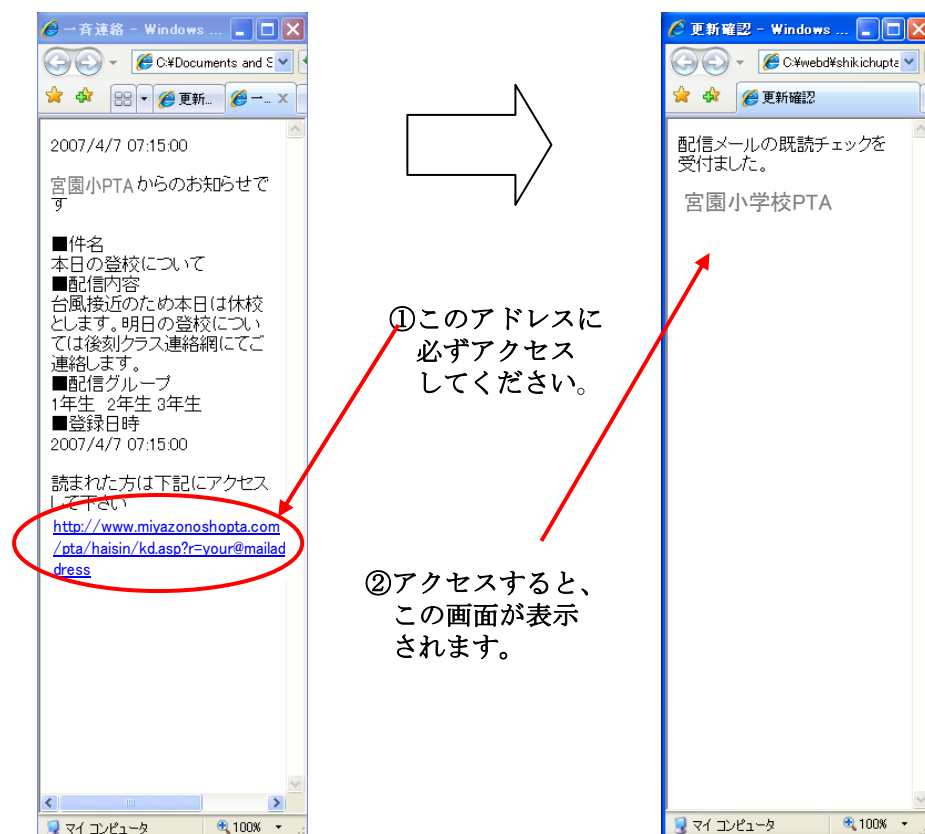 一斉連絡 - Windows ...
C:¥Documents and S
更新...
一...
2007/4/7 07:15:00
宮園小PTAからのお知らせで
す
■件名
本日の登校について
■配信内容
台風接近のため本日は休校
とします。明日の登校につい
ては後刻クラス連絡網にてご
連絡します。
■配信グループ
1年生 2年生 3年生
■登録日時
2007/4/7 07:15:00
読まれた方は下記にアクセス
して下さい
http://www.miyazonoshopta.com
/pta/haisin/kd.asp?r=your@mailad
dress
マイ コンピュータ
100%
①このアドレスに
必ずアクセス
してください。
②アクセスすると、
この画面が表示
されます。
更新確認 - Windows ...
C:¥webd¥shikichupta
更新確認
配信メールの既読チェックを
受付ました。
宮園小学校PTA
マイ コンピュータ
100%